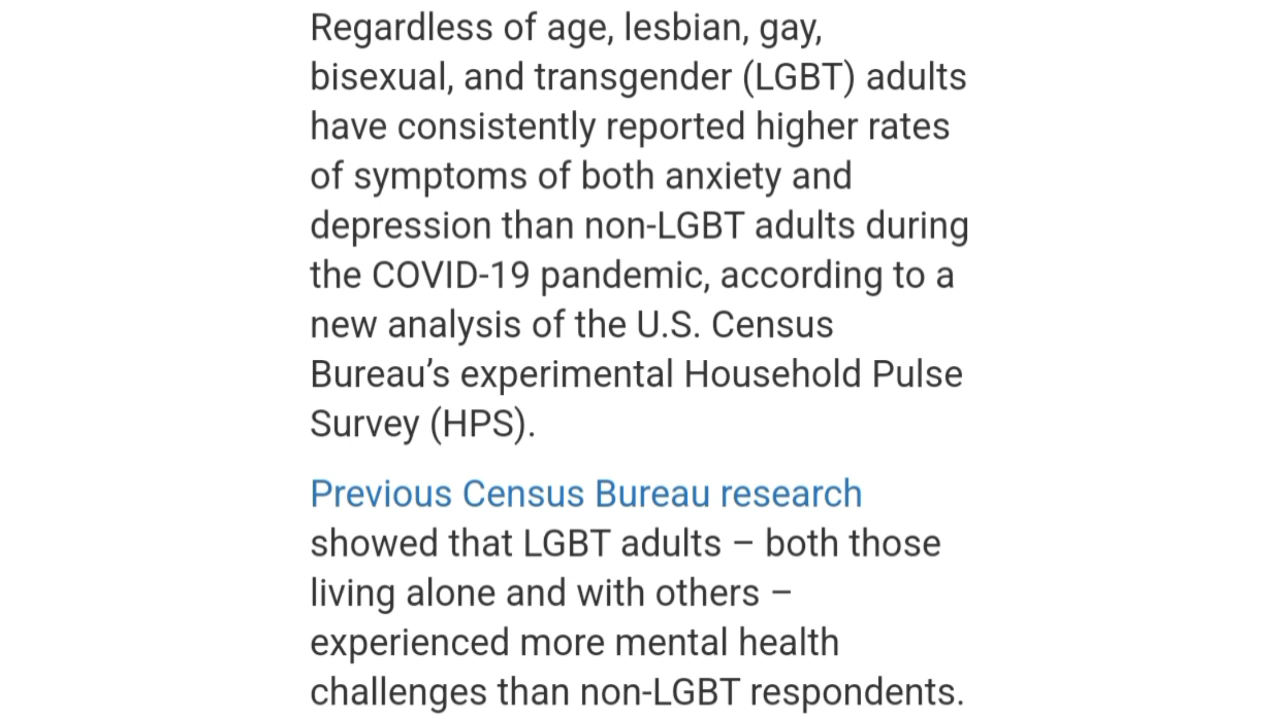 Regardless of age, lesbian, gay,
bisexual, and transgender (LGBT) adults
have consistently reported higher rates
of symptoms of both anxiety and
depression than non-LGBT adults during
the COVID-19 pandemic, according to a
new analysis of the U.S. Census
Bureau’s experimental Household Pulse
Survey (HPS).
Previous Census Bureau research
showed that LGBT adults – both those
living alone and with others –
experienced more mental health
challenges than non-LGBT respondents.